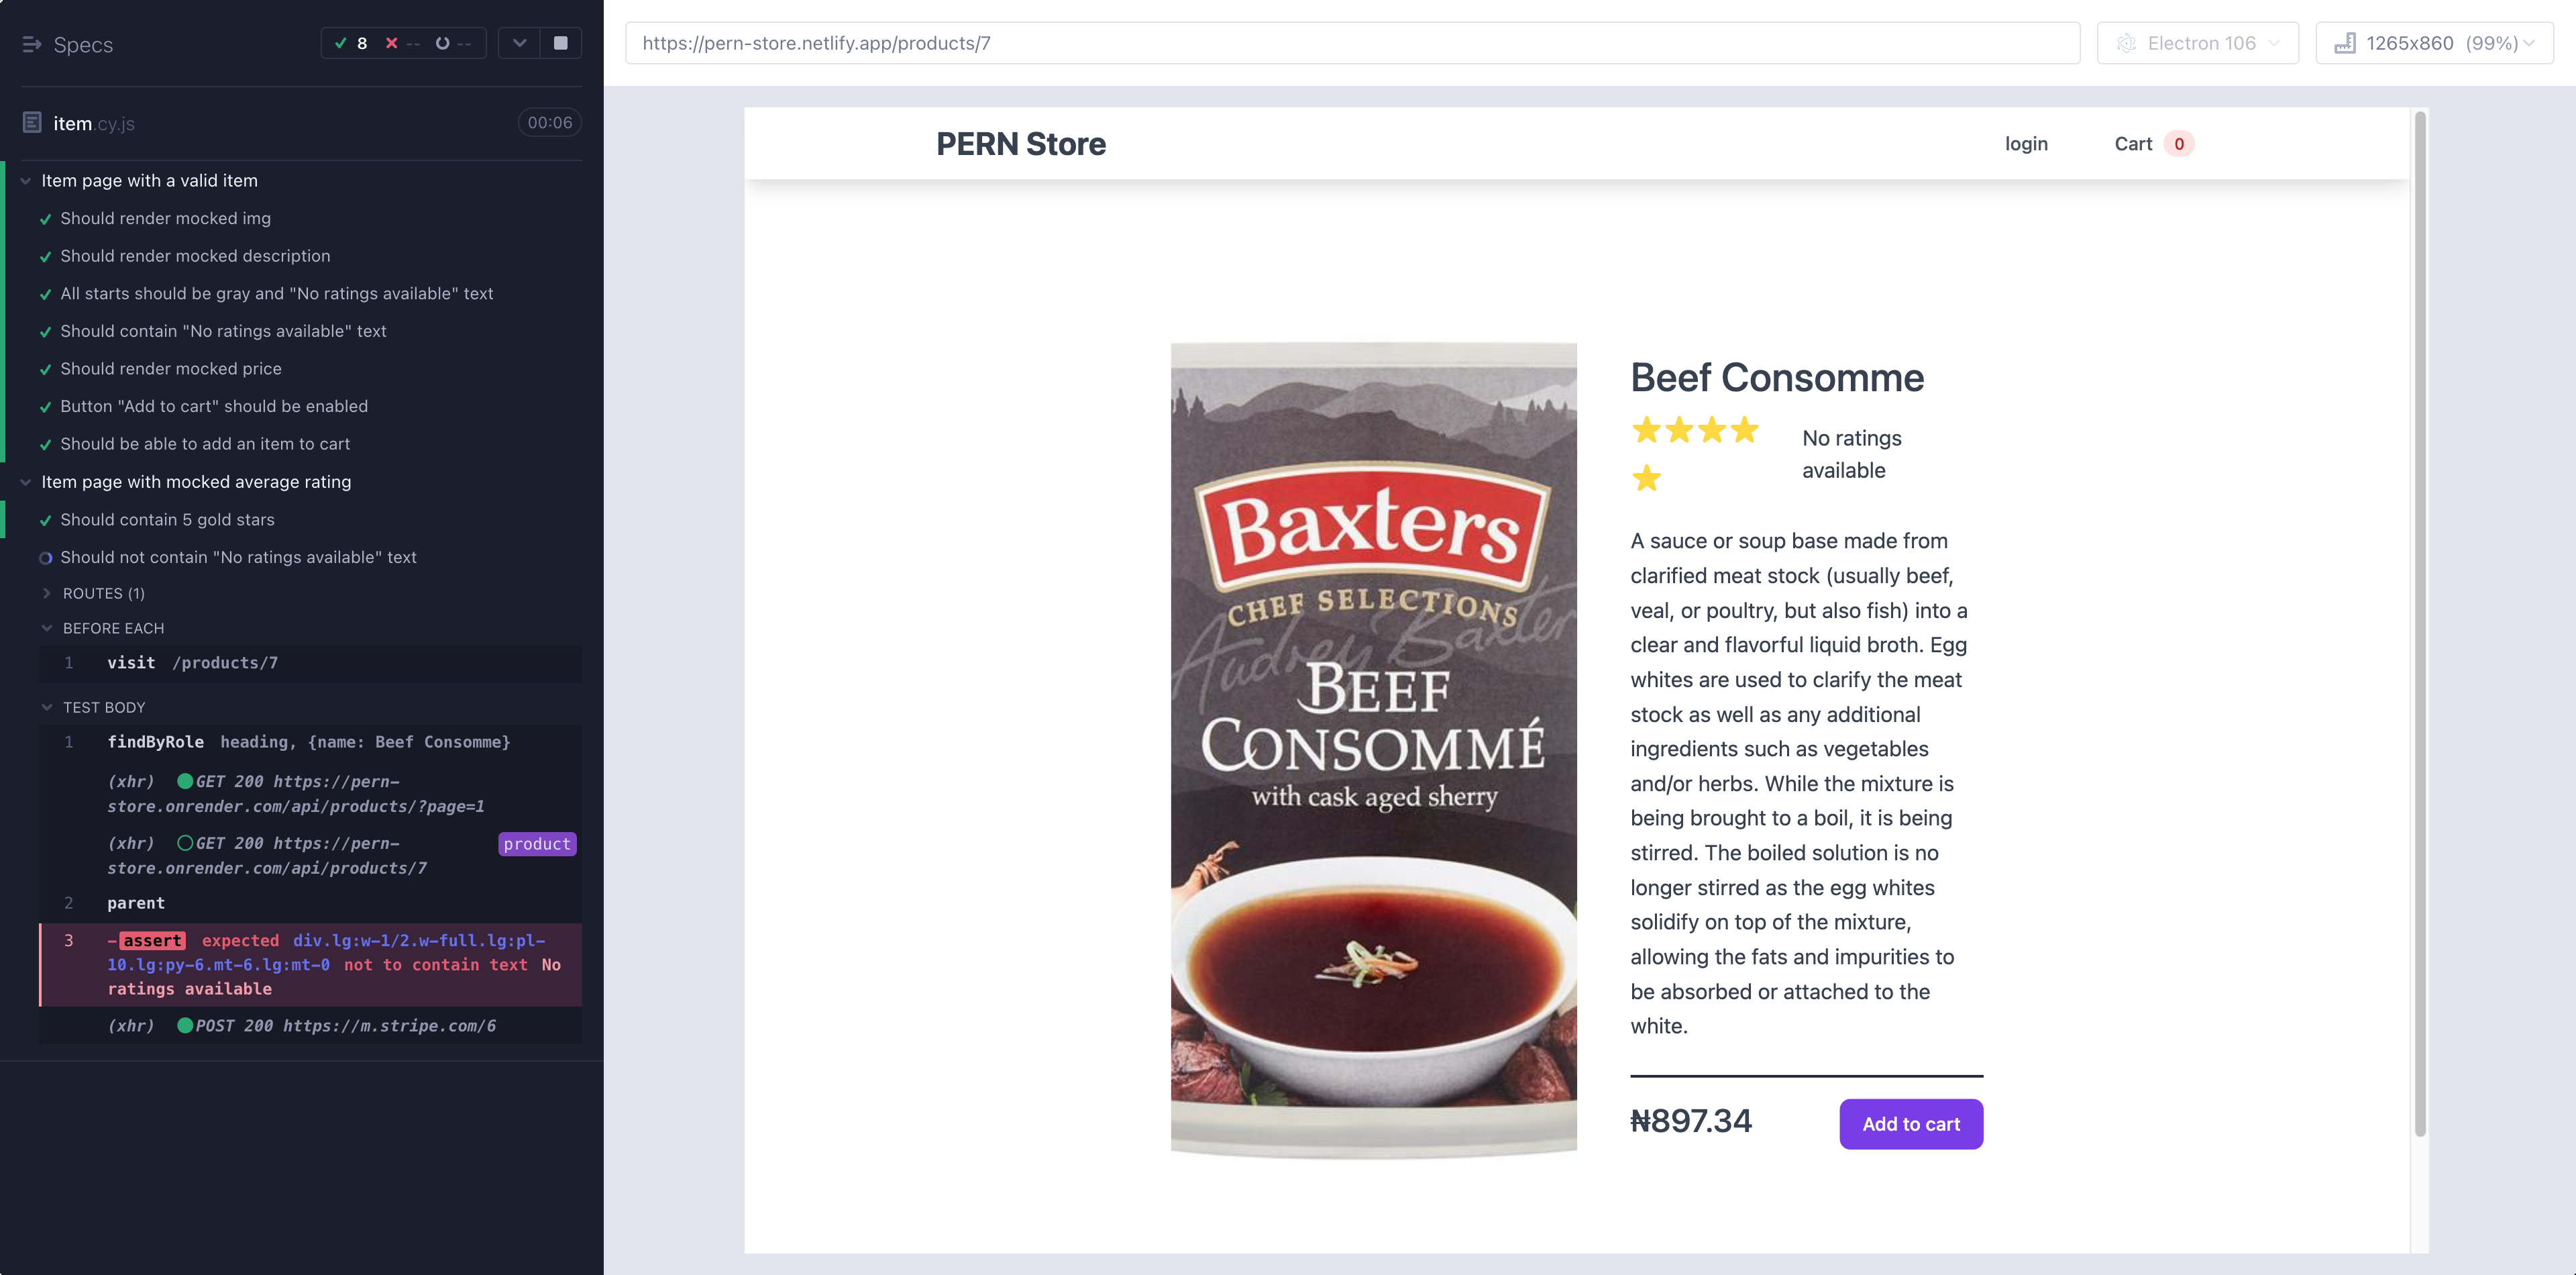 Specs
8 -- --
item.cy.js
00:06
Item page with a valid item
Should render mocked img
Should render mocked description
All starts should be gray and "No ratings available" text
Should contain "No ratings available" text
Should render mocked price
Button "Add to cart" should be enabled
Should be able to add an item to cart
Item page with mocked average rating
Should contain 5 gold stars
Should not contain "No ratings available" text
ROUTES (1)
BEFORE EACH
1 visit /products/7
TEST BODY
1 findByRole heading, {name: Beef Consomme}
(xhr) GET 200 https://pern-
store.onrender.com/api/products/?page=1
(xhr) GET 200 https://pern-
product
store.onrender.com/api/products/7
2 parent
3 -assert expected div.lg:w-1/2.w-full.lg:pl-
10.lg:py-6.mt-6.lg:mt-0 not to contain text No
ratings available
(xhr) POST 200 https://m.stripe.com/6
https://pern-store.netlify.app/products/7
Electron 106
1265x860 (99%)
PERN Store
login
Cart 0
Baxters
CHEF SELECTIONS
Audrey Baxter
BEEF
CONSOMMÉ
with cask aged sherry
Beef Consomme
No ratings
available
A sauce or soup base made from
clarified meat stock (usually beef,
veal, or poultry, but also fish) into a
clear and flavorful liquid broth. Egg
whites are used to clarify the meat
stock as well as any additional
ingredients such as vegetables
and/or herbs. While the mixture is
being brought to a boil, it is being
stirred. The boiled solution is no
longer stirred as the egg whites
solidify on top of the mixture,
allowing the fats and impurities to
be absorbed or attached to the
white.
₦897.34
Add to cart